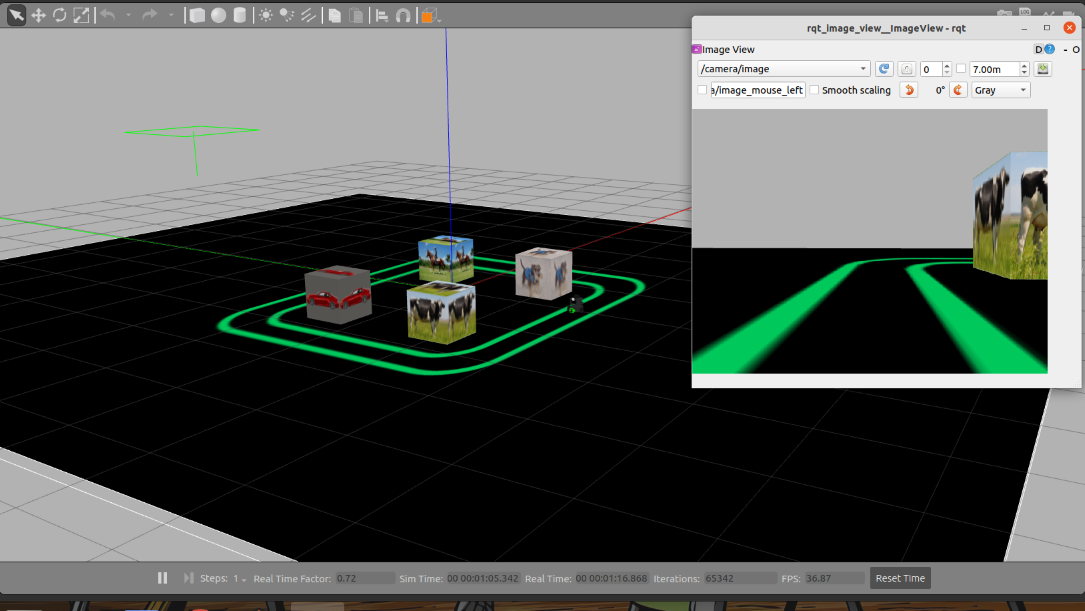 rqt_image_view__ImageView - rqt
Image View
D
- O
/camera/image
0
7.00m
a/image_mouse_left
Smooth scaling
0°
Gray
Steps: 1
Real Time Factor: 0.72
Sim Time: 00 00:01:05.342
Real Time: 00 00:01:16.868
Iterations: 65342
FPS: 36.87
Reset Time